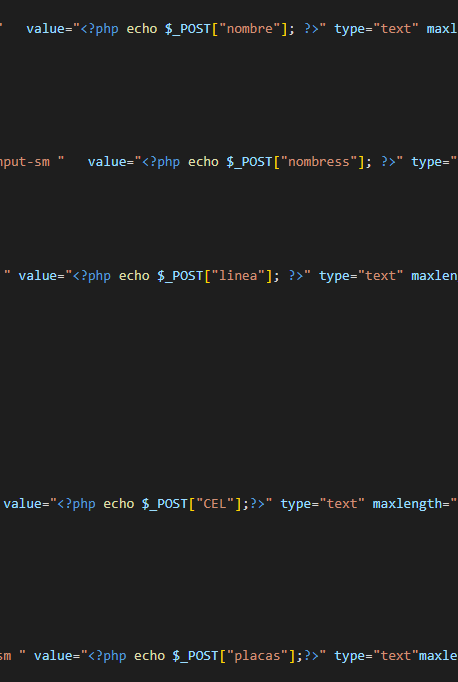 " value="<?php echo $_POST["nombre"]; ?>" type="text" maxl
nput-sm " value="<?php echo $_POST["nombress"]; ?>" type="
" value="<?php echo $_POST["linea"]; ?>" type="text" maxlen
value="<?php echo $_POST["CEL"];?>" type="text" maxlength="
sm " value="<?php echo $_POST["placas"];?>" type="text"maxle